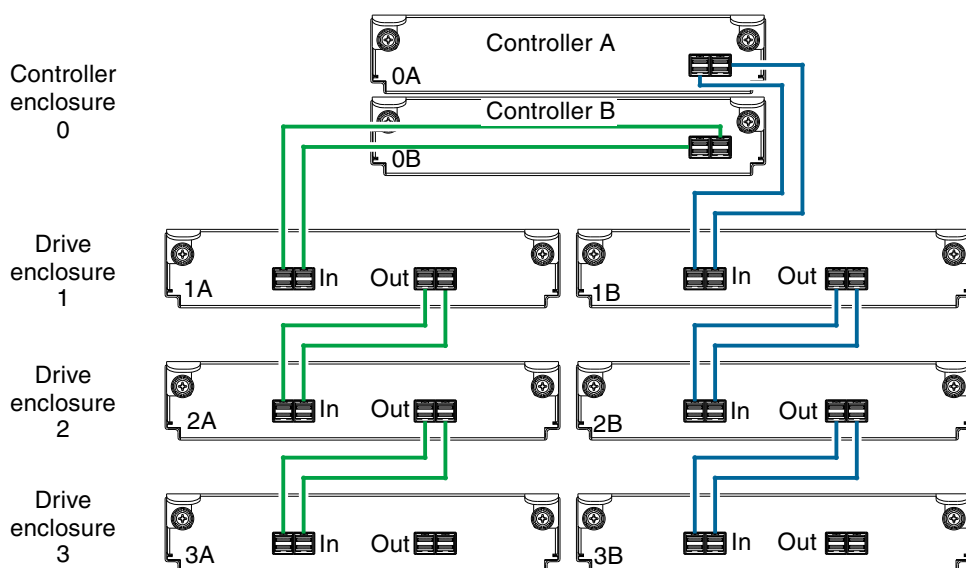 Controller
enclosure
0
Controller A
0A
Controller B
0B
Drive
enclosure
1
1A
In
Out
1B
In
Out
Drive
enclosure
2
2A
In
Out
2B
In
Out
Drive
enclosure
3
3A
In
Out
3B
In
Out